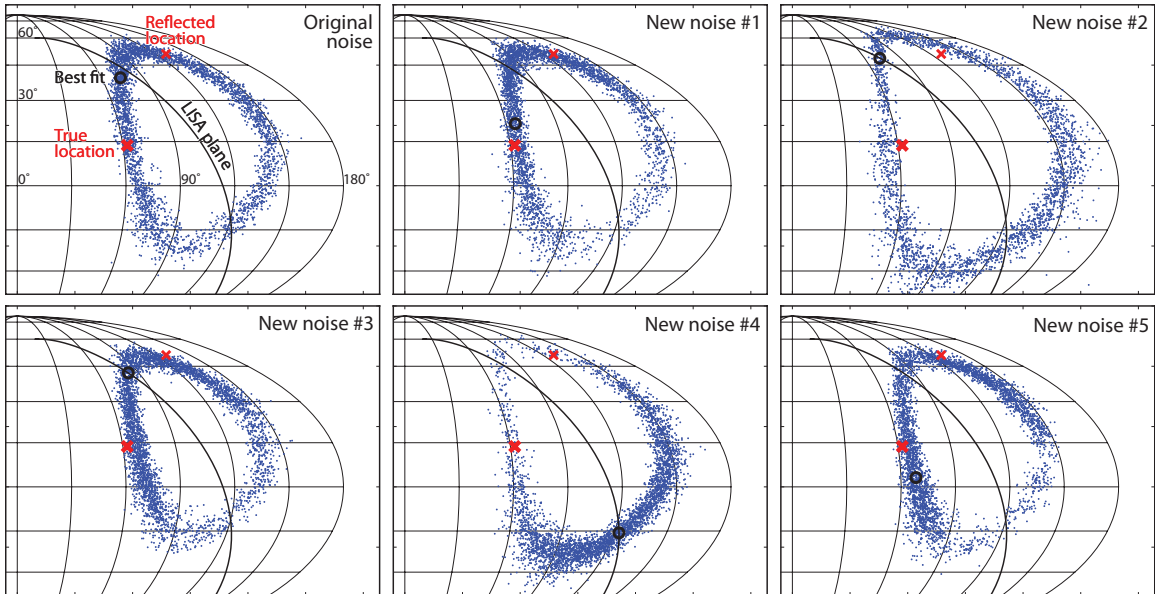 Original
noise
Reflected
location
60˚
Best fit
LISA plane
30˚
True
location
0˚
90˚
180˚
New noise #1
New noise #2
New noise #3
New noise #4
New noise #5